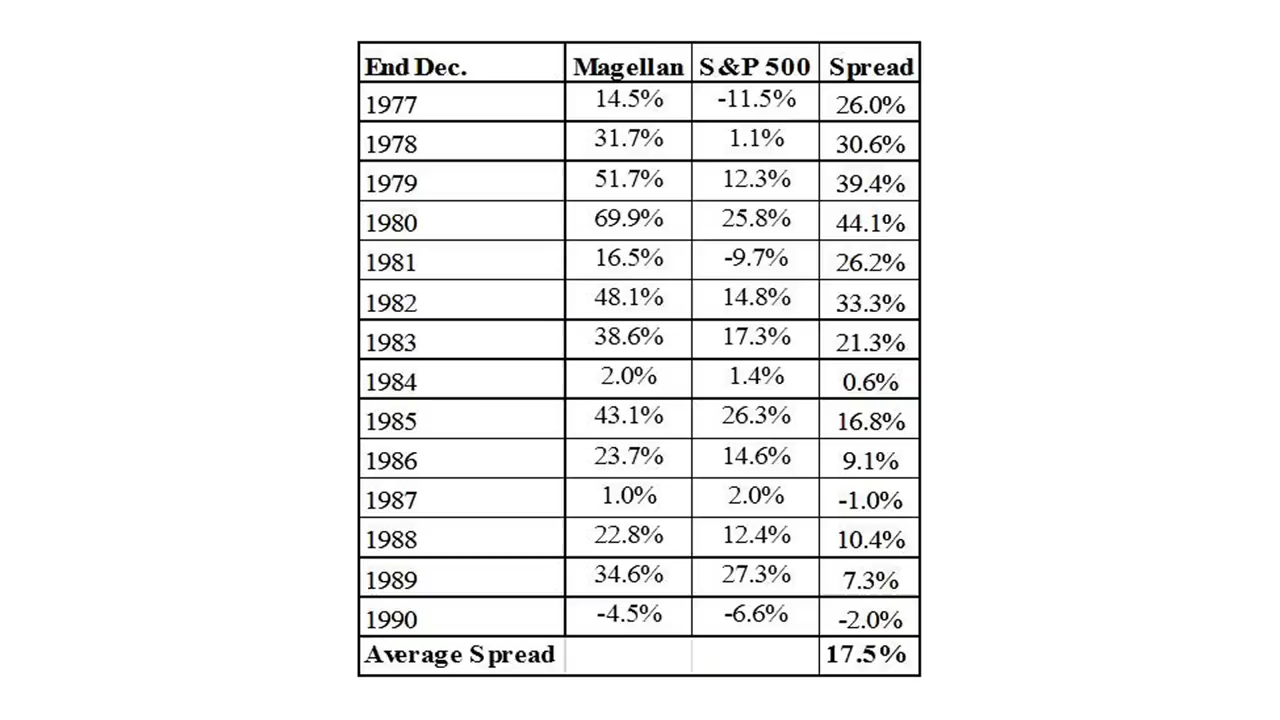 End Dec. Magellan S&P 500 Spread
1977 14.5% -11.5% 26.0%
1978 31.7% 1.1% 30.6%
1979 51.7% 12.3% 39.4%
1980 69.9% 25.8% 44.1%
1981 16.5% -9.7% 26.2%
1982 48.1% 14.8% 33.3%
1983 38.6% 17.3% 21.3%
1984 2.0% 1.4% 0.6%
1985 43.1% 26.3% 16.8%
1986 23.7% 14.6% 9.1%
1987 1.0% 2.0% -1.0%
1988 22.8% 12.4% 10.4%
1989 34.6% 27.3% 7.3%
1990 -4.5% -6.6% -2.0%
Average Spread 17.5%